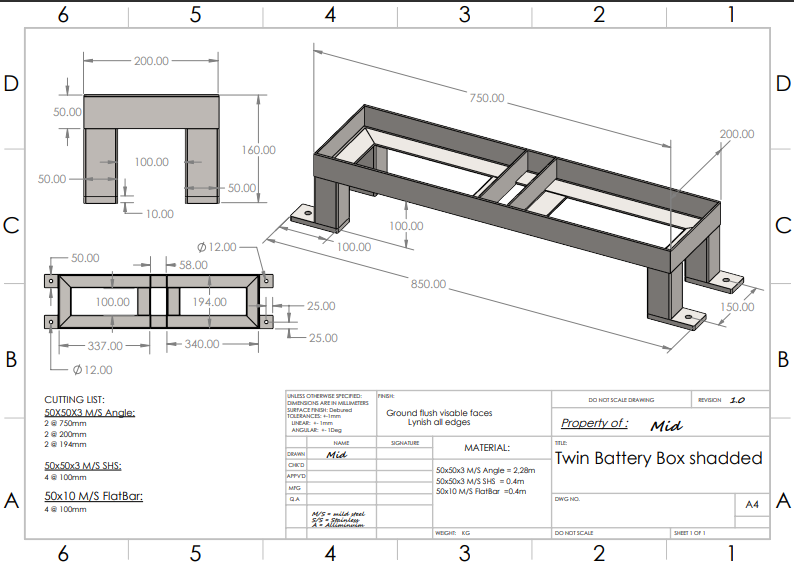 6 5 4 3 2 1
D D
C C
B B
A A
6 5 4 3 2 1
200.00
50.00
100.00
160.00
50.00
50.00
10.00
750.00
200.00
100.00
100.00
850.00
150.00
50.00
58.00
Ø12.00
100.00
194.00
25.00
25.00
337.00
340.00
Ø12.00
CUTTING LIST:
50X50X3 M/S Angle:
2 @ 750mm
2 @ 200mm
2 @ 194mm
50x50x3 M/S SHS:
4 @ 100mm
50x10 M/S FlatBar:
4 @ 100mm
UNLESS OTHERWISE SPECIFIED:
DIMENSIONS ARE IN MILLIMETERS
SURFACE FINISH: Debured
TOLERANCES: +-1mm
LINEAR: +-1mm
ANGULAR: +-1Deg
FINISH:
Ground flush visable faces
Lynish all edges
DO NOT SCALE DRAWING
REVISION 1.0
Property of : Mid
NAME SIGNATURE
DRAWN Mid
CHK'D
APPV'D
MFG
Q.A
M/S = mild steel
S/S = Stainless
A = Alliminuim
MATERIAL:
50x50x3 M/S Angle = 2,28m
50x50x3 M/S SHS = 0.4m
50x10 M/S FlatBar =0.4m
WEIGHT: KG
TITLE:
Twin Battery Box shadded
DWG NO.
A4
DO NOT SCALE
SHEET 1 OF 1